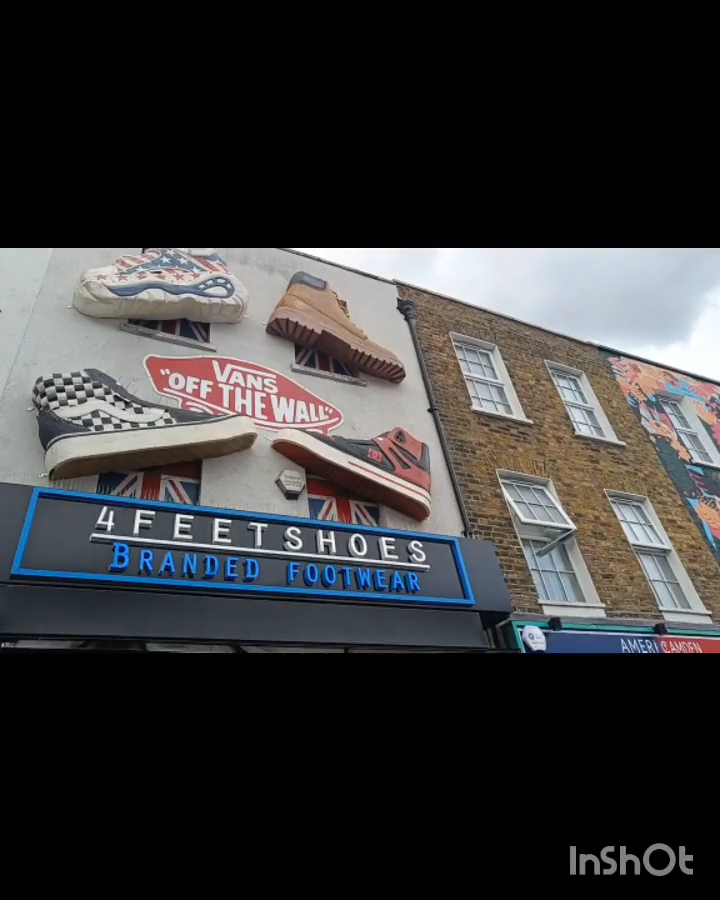 VANS
"OFF THE WALL"
4FEETSHOES
BRANDED FOOTWEAR
AMERI CAMDEN
InShOt